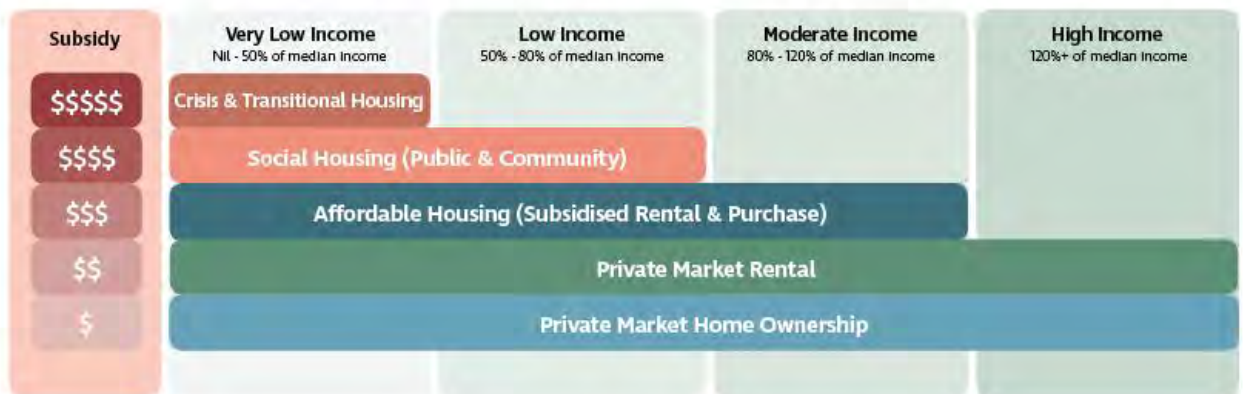 Subsidy
Very Low Income
Nil - 50% of median income
Low Income
50% - 80% of median income
Moderate Income
80% - 120% of median income
High Income
120%+ of median income
$$$$$
Crisis & Transitional Housing
$$$$
Social Housing (Public & Community)
$$$
Affordable Housing (Subsidised Rental & Purchase)
$$
Private Market Rental
$
Private Market Home Ownership